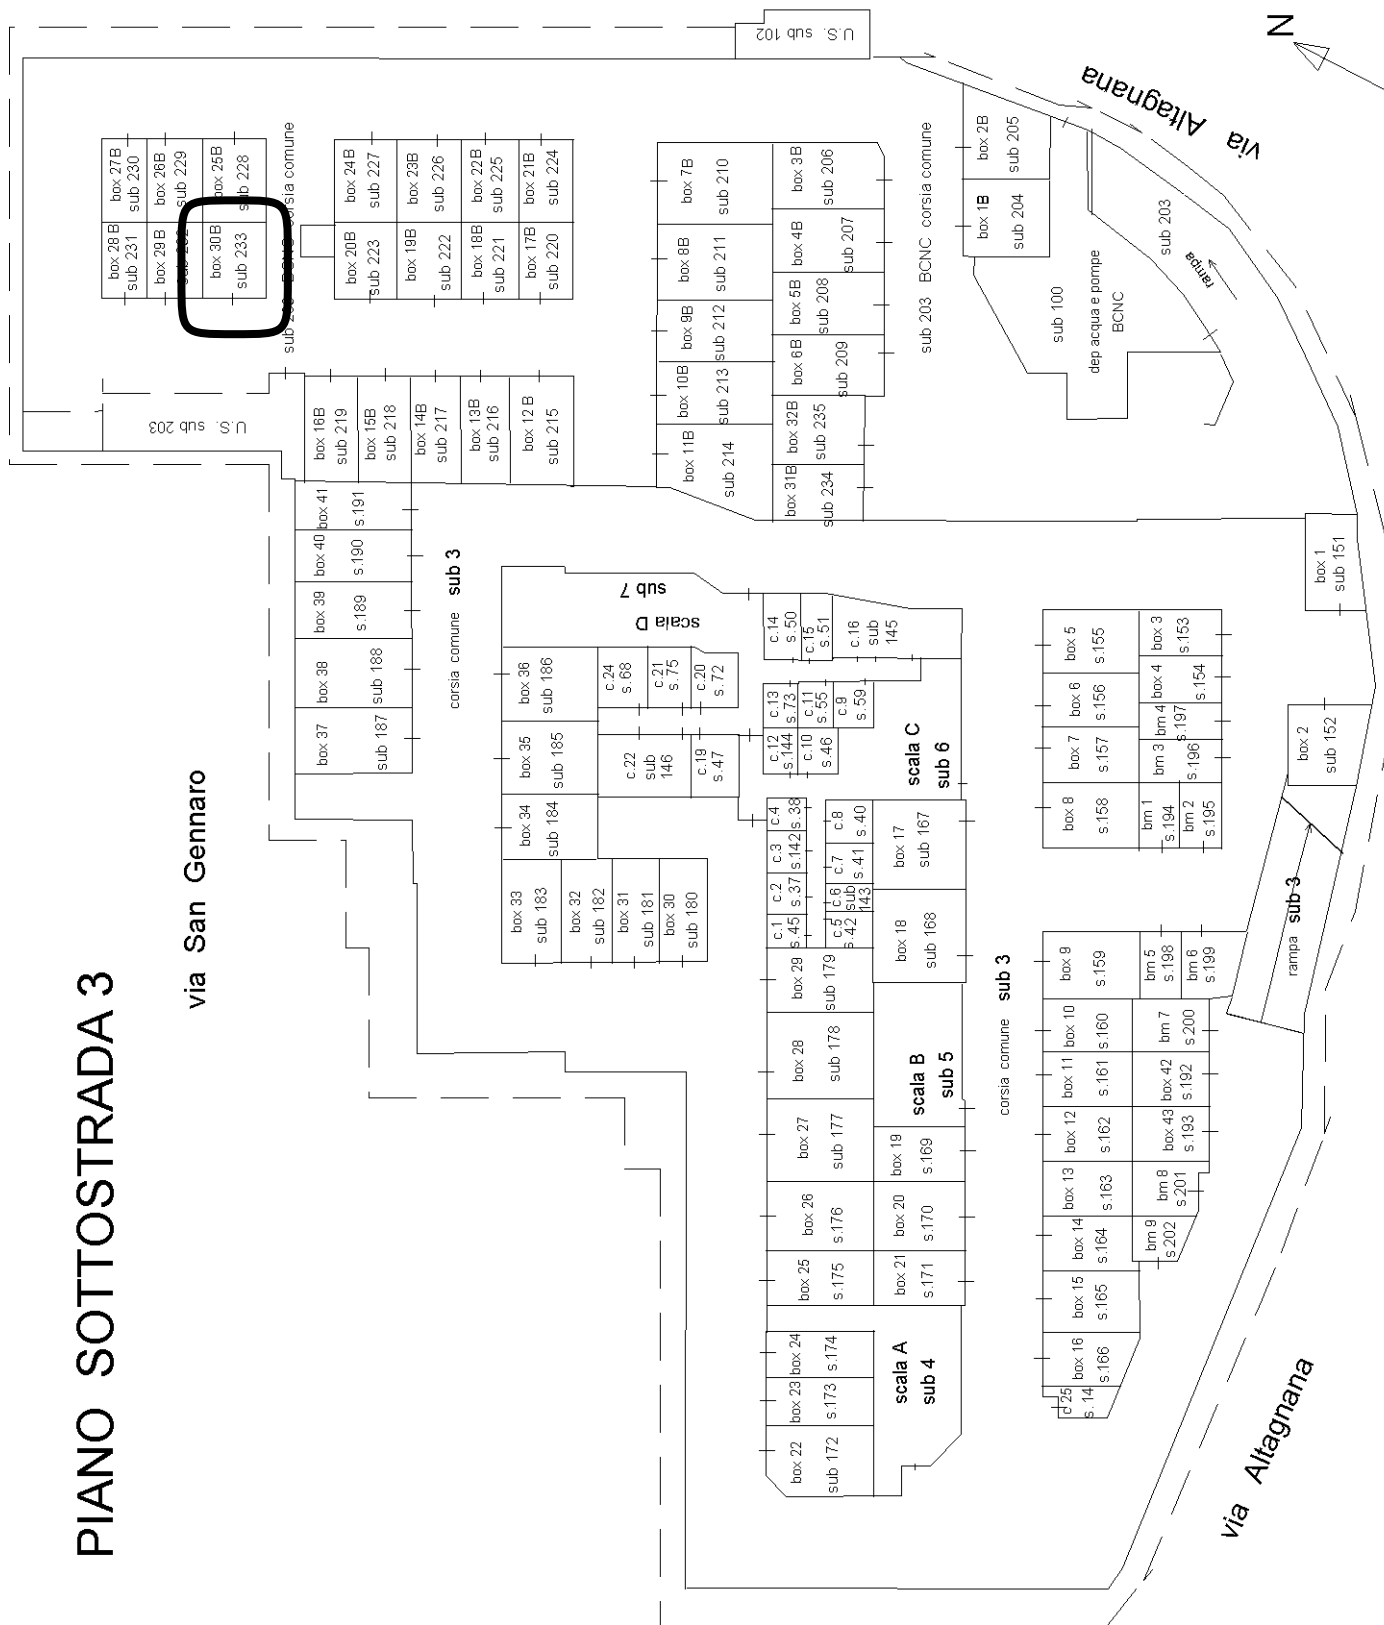 PIANO SOTTOSTRADA 3
via San Gennaro
via Altagnana
via Altagnana
N
U.S. sub 102
U.S. sub 203
box 27B
sub 230
box 26B
sub 229
box 25B
sub 228
box 28 B
sub 231
box 29 B
box 30B
sub 233
corsia comune
box 24B
sub 227
box 23B
sub 226
box 22B
sub 225
box 21B
sub 224
box 20B
sub 223
box 19B
sub 222
box 18B
sub 221
box 17B
sub 220
box 16B
sub 219
box 15B
sub 218
box 14B
sub 217
box 13B
sub 216
box 12 B
sub 215
box 7B
sub 210
box 8B
sub 211
box 9B
sub 212
box 10B
sub 213
box 11B
sub 214
box 3B
sub 206
box 4B
sub 207
box 5B
sub 208
box 6B
sub 209
box 32B
sub 235
box 31B
sub 234
sub 203 BCNC corsia comune
box 2B
sub 205
box 1B
sub 204
sub 203
rampa
sub 100
dep acqua e pompe
BCNC
box 41
s.191
box 40
s.190
box 39
s.189
box 38
sub 188
box 37
sub 187
corsia comune sub 3
scala D
sub 7
box 36
sub 186
box 35
sub 185
box 34
sub 184
box 33
sub 183
box 32
sub 182
box 31
sub 181
box 30
sub 180
c.24
s.68
c.21
s.75
c.20
s.72
c.22
sub
146
c.19
s.47
c.14
s.50
c.15
s.51
c.16
sub
145
c.13
s.73
c.11
s.55
c.9
s.59
c.12
s.144
c.10
s.46
scala C
sub 6
c.4
s.38
c.3
s.142
c.2
s.37
c.1
s.45
c.8
s.40
c.7
s.41
c.6
sub
143
c.5
s.42
box 17
sub 167
box 18
sub 168
box 29
sub 179
box 28
sub 178
box 27
sub 177
box 26
s.176
box 25
s.175
scala B
sub 5
box 19
s.169
box 20
s.170
box 21
s.171
box 24
s.174
box 23
s.173
box 22
sub 172
scala A
sub 4
corsia comune sub 3
box 1
sub 151
box 2
sub 152
box 5
s.155
box 6
s.156
box 7
s.157
box 8
s.158
box 3
s.153
box 4
s.154
bm 4
s.197
bm 3
s.196
bm 1
s.194
bm 2
s.195
rampa sub 3
box 9
s.159
bm 5
s.198
bm 6
s.199
box 10
s.160
box 11
s.161
box 12
s.162
box 13
s.163
box 14
s.164
box 15
s.165
box 16
s.166
c.25
s.14
bm 7
s.200
box 42
s.192
box 43
s.193
bm 8
s.201
bm 9
s.202